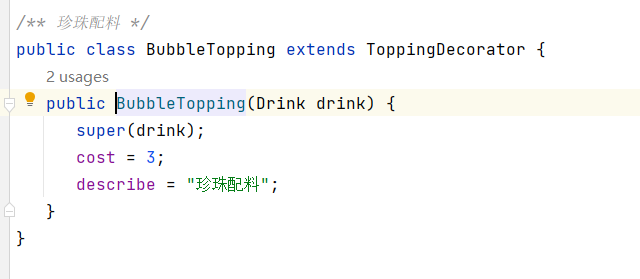 /** 珍珠配料 */
public class BubbleTopping extends ToppingDecorator {
2 usages
public BubbleTopping(Drink drink) {
super(drink);
cost = 3;
describe = "珍珠配料";
}
}